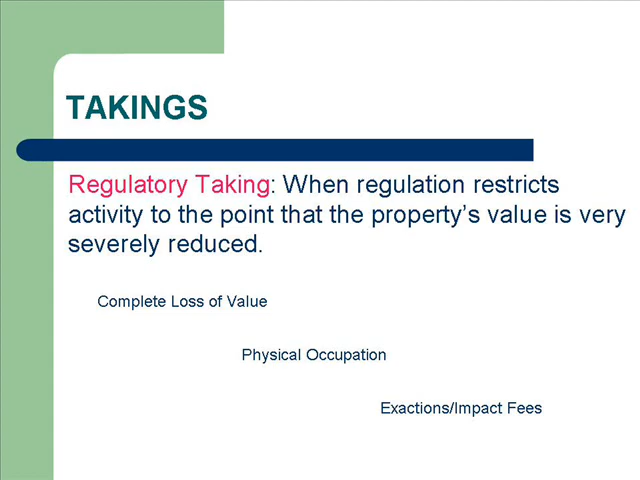 TAKINGS
Regulatory Taking: When regulation restricts
activity to the point that the property's value is very
severely reduced.
Complete Loss of Value
Physical Occupation
Exactions/Impact Fees